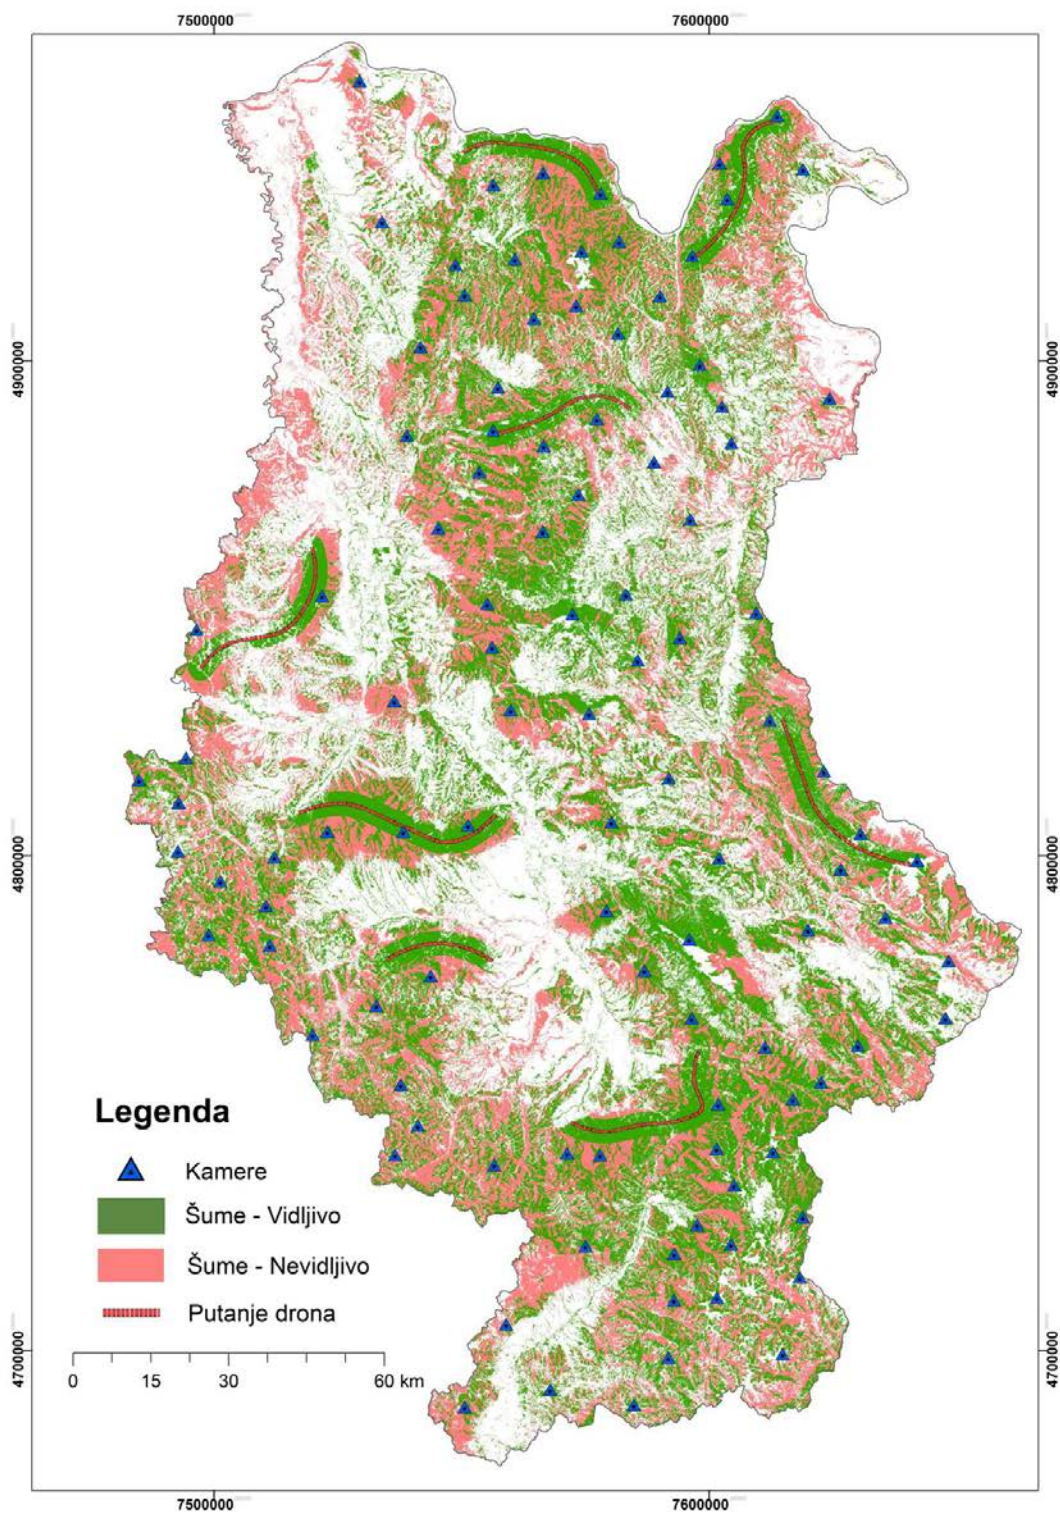 7500000 7600000
4900000 4900000
4800000 4800000
Legenda
Kamere
Šume - Vidljivo
Šume - Nevidljivo
Putanje drona
4700000 4700000
0 15 30 60 km
7500000 7600000